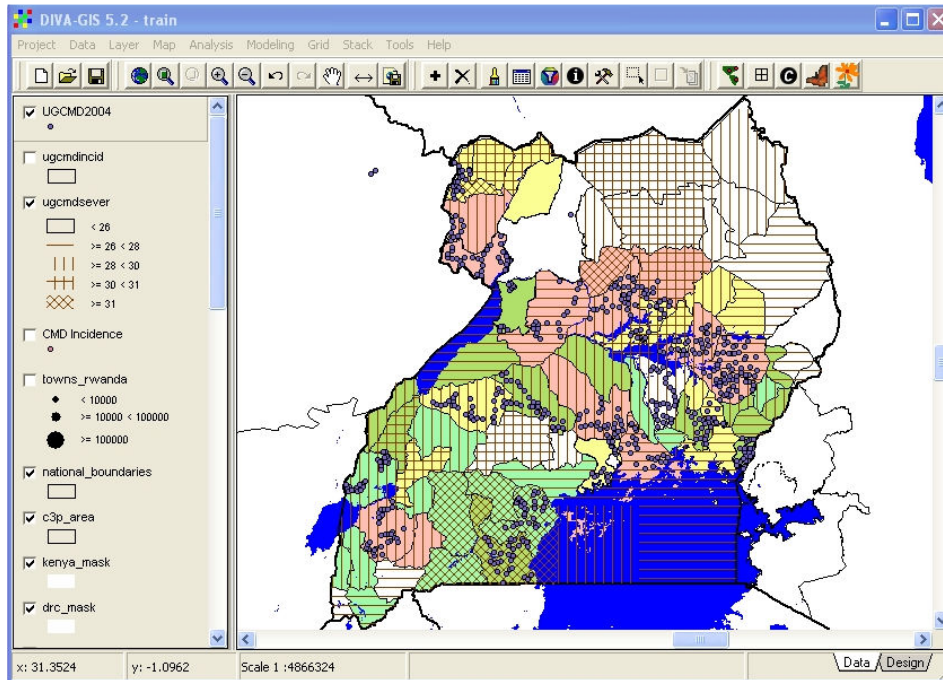 DIVA-GIS 5.2 - train
Project Data Layer Map Analysis Modeling Grid Stack Tools Help
UGCMD2004
ugcmdincid
ugcmdsever
< 26
>= 26 < 28
>= 28 < 30
>= 30 < 31
>= 31
CMD Incidence
towns_rwanda
< 10000
>= 10000 < 100000
>= 100000
national_boundaries
c3p_area
kenya_mask
drc_mask
x: 31.3524 y: -1.0962 Scale 1 :4866324 Data Design